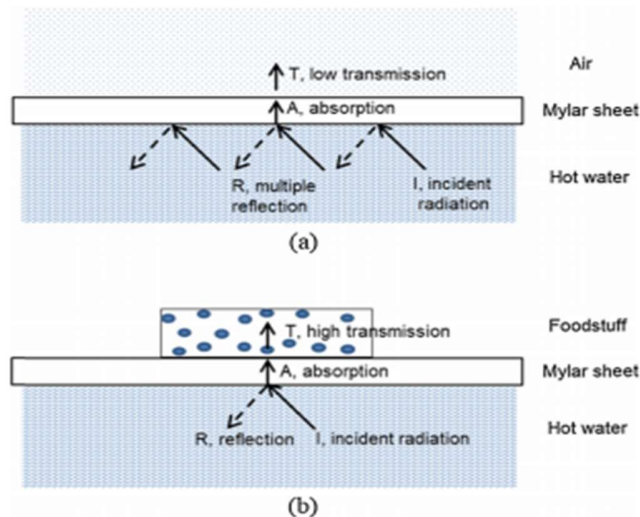 Air
T, low transmission
A, absorption
Mylar sheet
R, multiple
reflection
I, incident
radiation
Hot water
(a)
T, high transmission
Foodstuff
A, absorption
Mylar sheet
R, reflection
I, incident radiation
Hot water
(b)